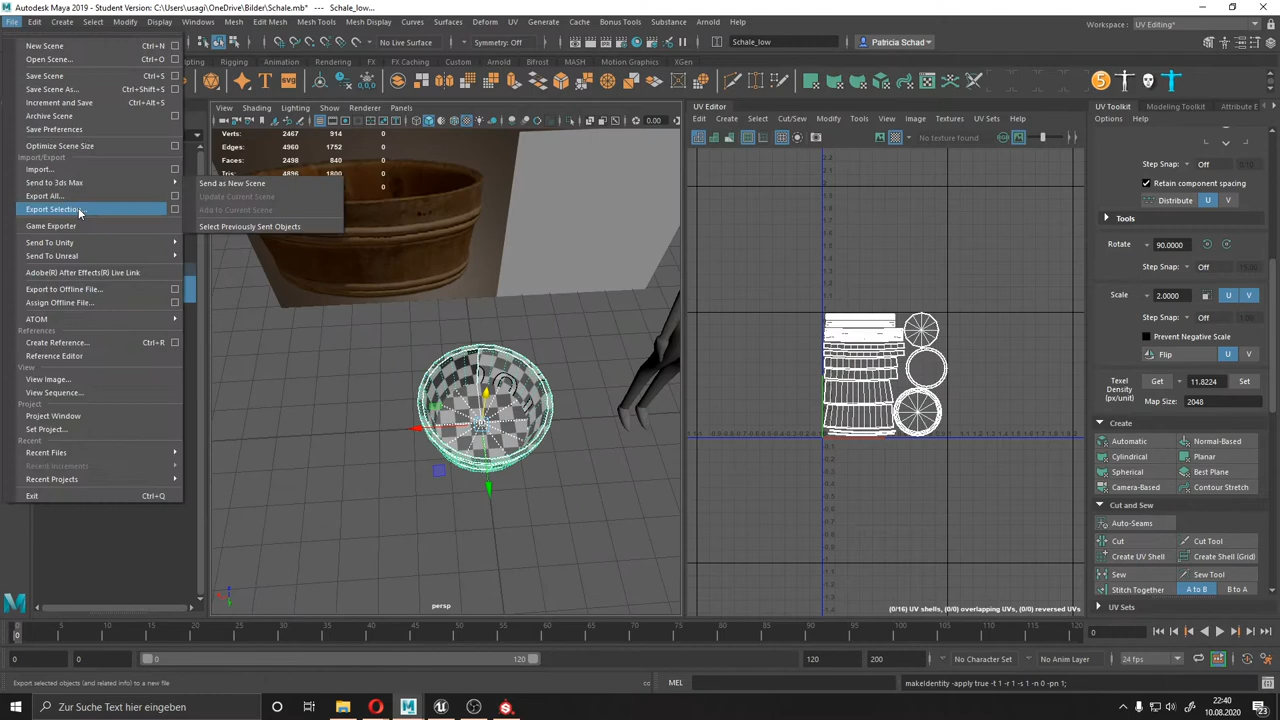 Autodesk Maya 2019 - Student Version: C:\Users\usagi\OneDrive\Bilder\Schale.mb* --- Schale_low...
File Edit Create Select Modify Display Windows Mesh Edit Mesh Mesh Tools Mesh Display Curves Surfaces Deform UV Generate Cache Bonus Tools Substance Arnold Help
Workspace: UV Editing*
No Live Surface
Symmetry: Off
Schale_low
Patricia Schad
Rigging Animation Rendering FX FX Caching Arnold Bifrost MASH Motion Graphics XGen
New Scene Ctrl+N
Open Scene... Ctrl+O
Save Scene Ctrl+S
Save Scene As... Ctrl+Shift+S
Increment and Save Ctrl+Alt+S
Archive Scene
Save Preferences
Optimize Scene Size
Import/Export
Import...
Send to 3ds Max
Export All...
Export Selection...
Game Exporter
Send To Unity
Send To Unreal
Adobe(R) After Effects(R) Live Link
Export to Offline File...
Assign Offline File...
ATOM
References
Create Reference... Ctrl+R
Reference Editor
View
View Image...
View Sequence...
Project
Project Window
Set Project...
Recent
Recent Files
Recent Increments
Recent Projects
Exit Ctrl+Q
Send as New Scene
Update Current Scene
Add to Current Scene
Select Previously Sent Objects
View Shading Lighting Show Renderer Panels
0.00
Verts: 2467 914 0
Edges: 4960 1752 0
Faces: 2498 840 0
Tris: 4896 1800 0
0
persp
UV Editor
Edit Create Select Cut/Sew Modify Tools View Image Textures UV Sets Help
No texture found
(0/16) UV shells, (0/0) overlapping UVs, (0/0) reversed UVs
UV Toolkit Modeling Toolkit Attribute E
Options Help
Step Snap: Off
Retain component spacing
Distribute U V
Tools
Rotate 90.0000
Step Snap: Off 15.00
Scale 2.0000 U V
Step Snap: Off
Prevent Negative Scale
Flip U V
Texel Density (px/unit) Get 11.8224 Set
Map Size: 2048
Create
Automatic Normal-Based
Cylindrical Planar
Spherical Best Plane
Camera-Based Contour Stretch
Cut and Sew
Auto-Seams
Cut Cut Tool
Create UV Shell Create Shell (Grid)
Sew Sew Tool
Stitch Together A to B B to A
UV Sets
0 5 10 15 20 25 30 35 40 45 50 55 60 65 70 75 80 85 90 95 100 105 110 115 120
0
0 0 0 120 120 200 No Character Set No Anim Layer 24 fps
Export selected objects (and related info) to a new file
MEL
makeIdentity -apply true -t 1 -r 1 -s 1 -n 0 -pn 1;
Zur Suche Text hier eingeben
22:40
10.08.2020